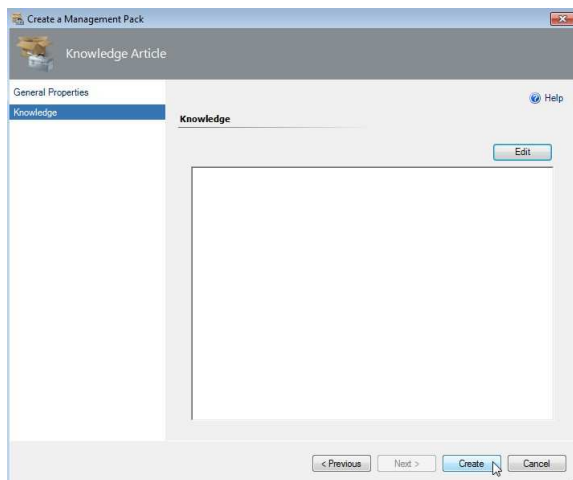 Create a Management Pack
Knowledge Article
General Properties
Knowledge
Help
Knowledge
Edit
< Previous
Next >
Create
Cancel